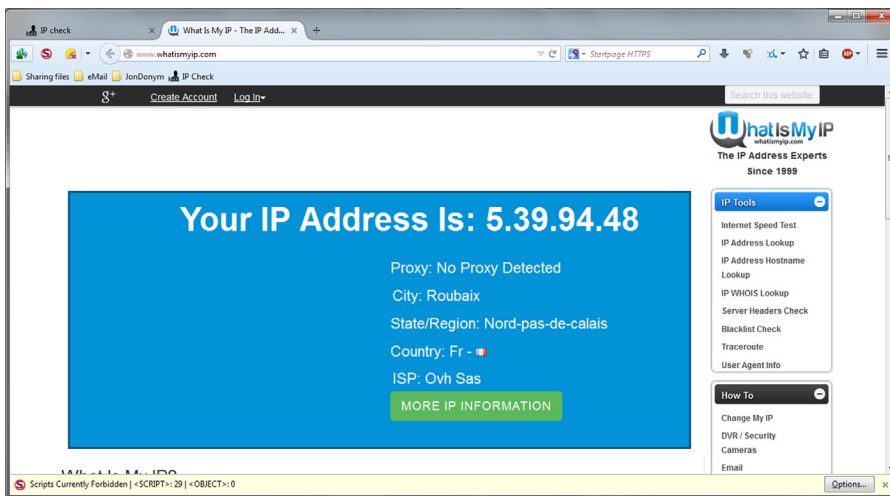 IP check
What Is My IP - The IP Add...
www.whatismyip.com
Startpage HTTPS
Sharing files
eMail
JonDonym
IP Check
g+
Create Account
Log In
Search this website
WhatIsMyIP
whatismyip.com
The IP Address Experts
Since 1999
Your IP Address Is: 5.39.94.48
Proxy: No Proxy Detected
City: Roubaix
State/Region: Nord-pas-de-calais
Country: Fr -
ISP: Ovh Sas
MORE IP INFORMATION
IP Tools
Internet Speed Test
IP Address Lookup
IP Address Hostname
Lookup
IP WHOIS Lookup
Server Headers Check
Blacklist Check
Traceroute
User Agent Info
How To
Change My IP
DVR / Security
Cameras
Email
What Is My IP?
Scripts Currently Forbidden | <SCRIPT>: 29 | <OBJECT>: 0
Options...